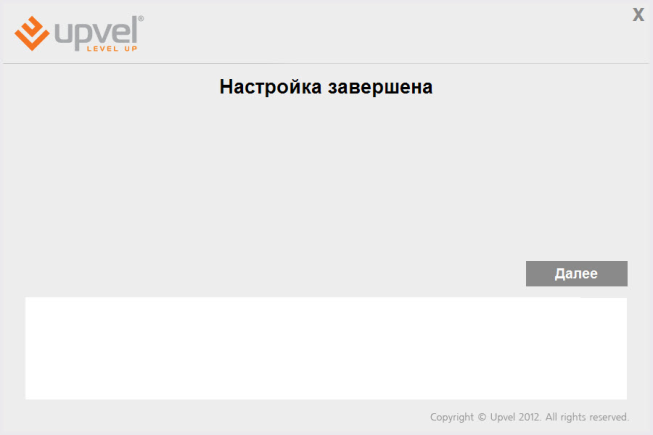 X
upvel®
LEVEL UP
Настройка завершена
Далее
Copyright © Upvel 2012. All rights reserved.